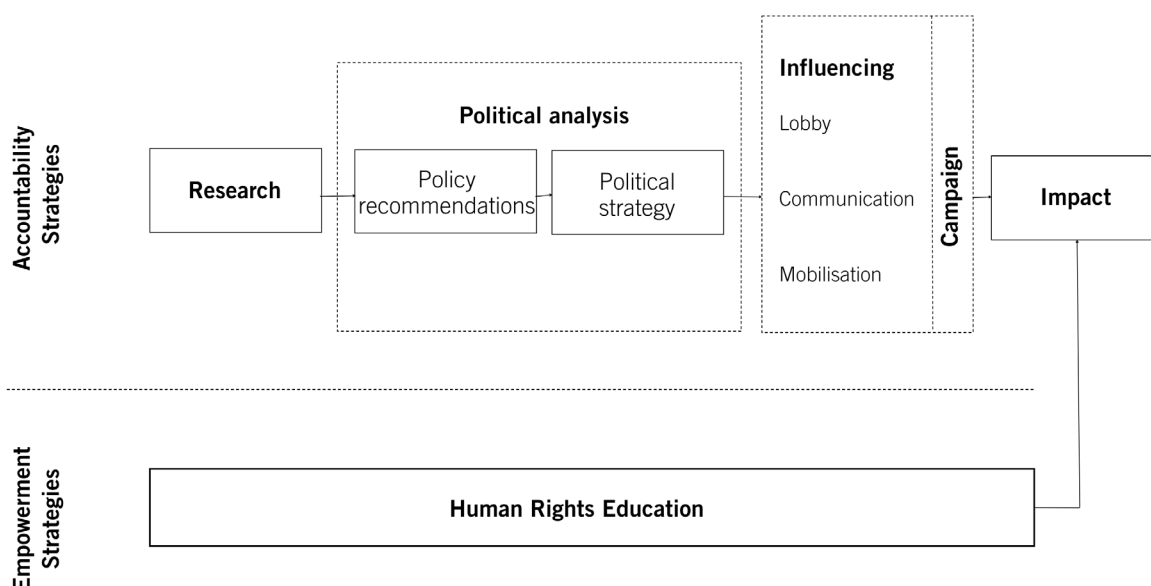 Accountability
Strategies
Research
Political analysis
Policy
recommendations
Political
strategy
Influencing
Lobby
Communication
Mobilisation
Campaign
Impact
Empowerment
Strategies
Human Rights Education